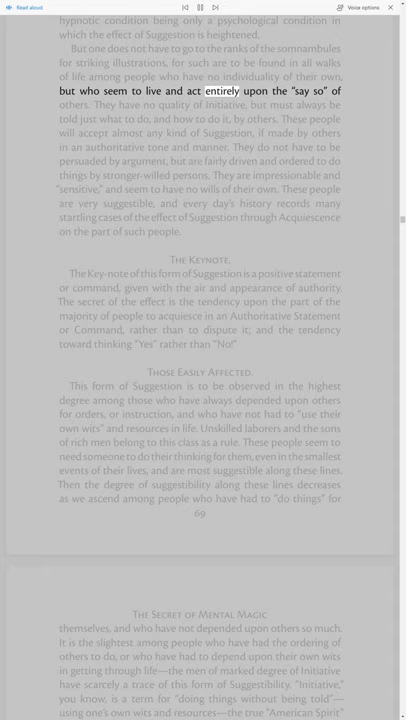 Read aloud
Voice options
hypnotic condition being only a psychological condition in
which the effect of Suggestion is heightened.
But one does not have to go to the ranks of the somnambules
for striking illustrations, for such are to be found in all walks
of life among people who have no individuality of their own,
but who seem to live and act entirely upon the "say so" of
others. They have no quality of Initiative, but must always be
told just what to do, and how to do it, by others. These people
will accept almost any kind of Suggestion, if made by others
in an authoritative tone and manner. They do not have to be
persuaded by argument, but are fairly driven and ordered to do
things by stronger-willed persons. They are impressionable and
"sensitive," and seem to have no wills of their own. These people
are very suggestible, and every day's history records many
startling cases of the effect of Suggestion through Acquiescence
on the part of such people.
The Keynote.
The Key-note of this form of Suggestion is a positive statement
or command, given with the air and appearance of authority.
The secret of the effect is the tendency upon the part of the
majority of people to acquiesce in an Authoritative Statement
or Command, rather than to dispute it; and the tendency
toward thinking "Yes" rather than "No!"
Those Easily Affected.
This form of Suggestion is to be observed in the highest
degree among those who have always depended upon others
for orders, or instruction, and who have not had to "use their
own wits" and resources in life. Unskilled laborers and the sons
of rich men belong to this class as a rule. These people seem to
need someone to do their thinking for them, even in the smallest
events of their lives, and are most suggestible along these lines.
Then the degree of suggestibility along these lines decreases
as we ascend among people who have had to "do things" for
69
The Secret of Mental Magic
themselves, and who have not depended upon others so much.
It is the slightest among people who have had the ordering of
others to do, or who have had to depend upon their own wits
in getting through life—the men of marked degree of Initiative
have scarcely a trace of this form of Suggestibility. "Initiative,"
you know, is a term for "doing things without being told"—
using one's own wits and resources—the true "American Spirit"